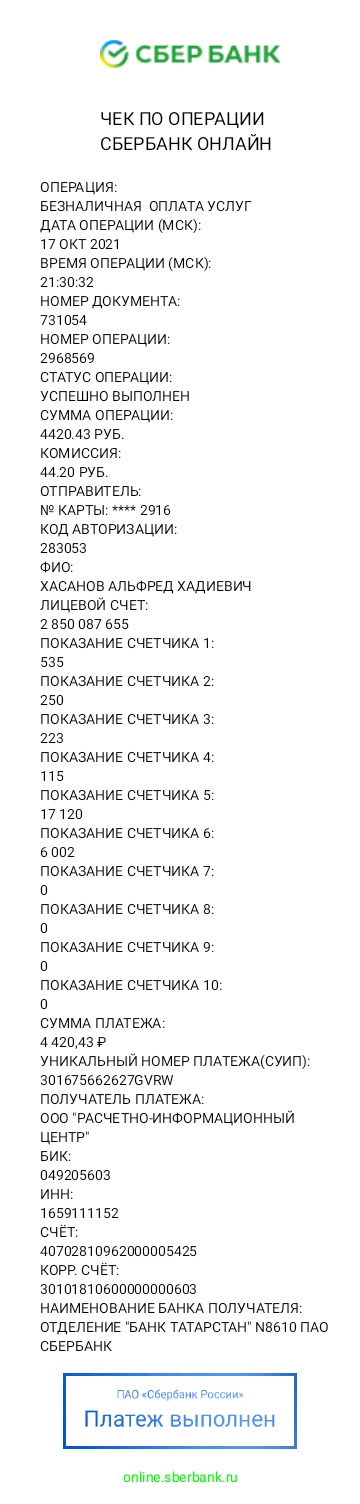 СБЕР БАНК
ЧЕК ПО ОПЕРАЦИИ
СБЕРБАНК ОНЛАЙН
ОПЕРАЦИЯ:
БЕЗНАЛИЧНАЯ ОПЛАТА УСЛУГ
ДАТА ОПЕРАЦИИ (МСК):
17 ОКТ 2021
ВРЕМЯ ОПЕРАЦИИ (МСК):
21:30:32
НОМЕР ДОКУМЕНТА:
731054
НОМЕР ОПЕРАЦИИ:
2968569
СТАТУС ОПЕРАЦИИ:
УСПЕШНО ВЫПОЛНЕН
СУММА ОПЕРАЦИИ:
4420.43 РУБ.
КОМИССИЯ:
44.20 РУБ.
ОТПРАВИТЕЛЬ:
№ КАРТЫ: **** 2916
КОД АВТОРИЗАЦИИ:
283053
ФИО:
ХАСАНОВ АЛЬФРЕД ХАДИЕВИЧ
ЛИЦЕВОЙ СЧЕТ:
2 850 087 655
ПОКАЗАНИЕ СЧЕТЧИКА 1:
535
ПОКАЗАНИЕ СЧЕТЧИКА 2:
250
ПОКАЗАНИЕ СЧЕТЧИКА 3:
223
ПОКАЗАНИЕ СЧЕТЧИКА 4:
115
ПОКАЗАНИЕ СЧЕТЧИКА 5:
17 120
ПОКАЗАНИЕ СЧЕТЧИКА 6:
6 002
ПОКАЗАНИЕ СЧЕТЧИКА 7:
0
ПОКАЗАНИЕ СЧЕТЧИКА 8:
0
ПОКАЗАНИЕ СЧЕТЧИКА 9:
0
ПОКАЗАНИЕ СЧЕТЧИКА 10:
0
СУММА ПЛАТЕЖА:
4 420,43 ₽
УНИКАЛЬНЫЙ НОМЕР ПЛАТЕЖА(СУИП):
301675662627GVRW
ПОЛУЧАТЕЛЬ ПЛАТЕЖА:
ООО "РАСЧЕТНО-ИНФОРМАЦИОННЫЙ
ЦЕНТР"
БИК:
049205603
ИНН:
1659111152
СЧЁТ:
40702810962000005425
КОРР. СЧЁТ:
30101810600000000603
НАИМЕНОВАНИЕ БАНКА ПОЛУЧАТЕЛЯ:
ОТДЕЛЕНИЕ "БАНК ТАТАРСТАН" N8610 ПАО
СБЕРБАНК
ПАО «Сбербанк России»
Платеж выполнен
online.sberbank.ru